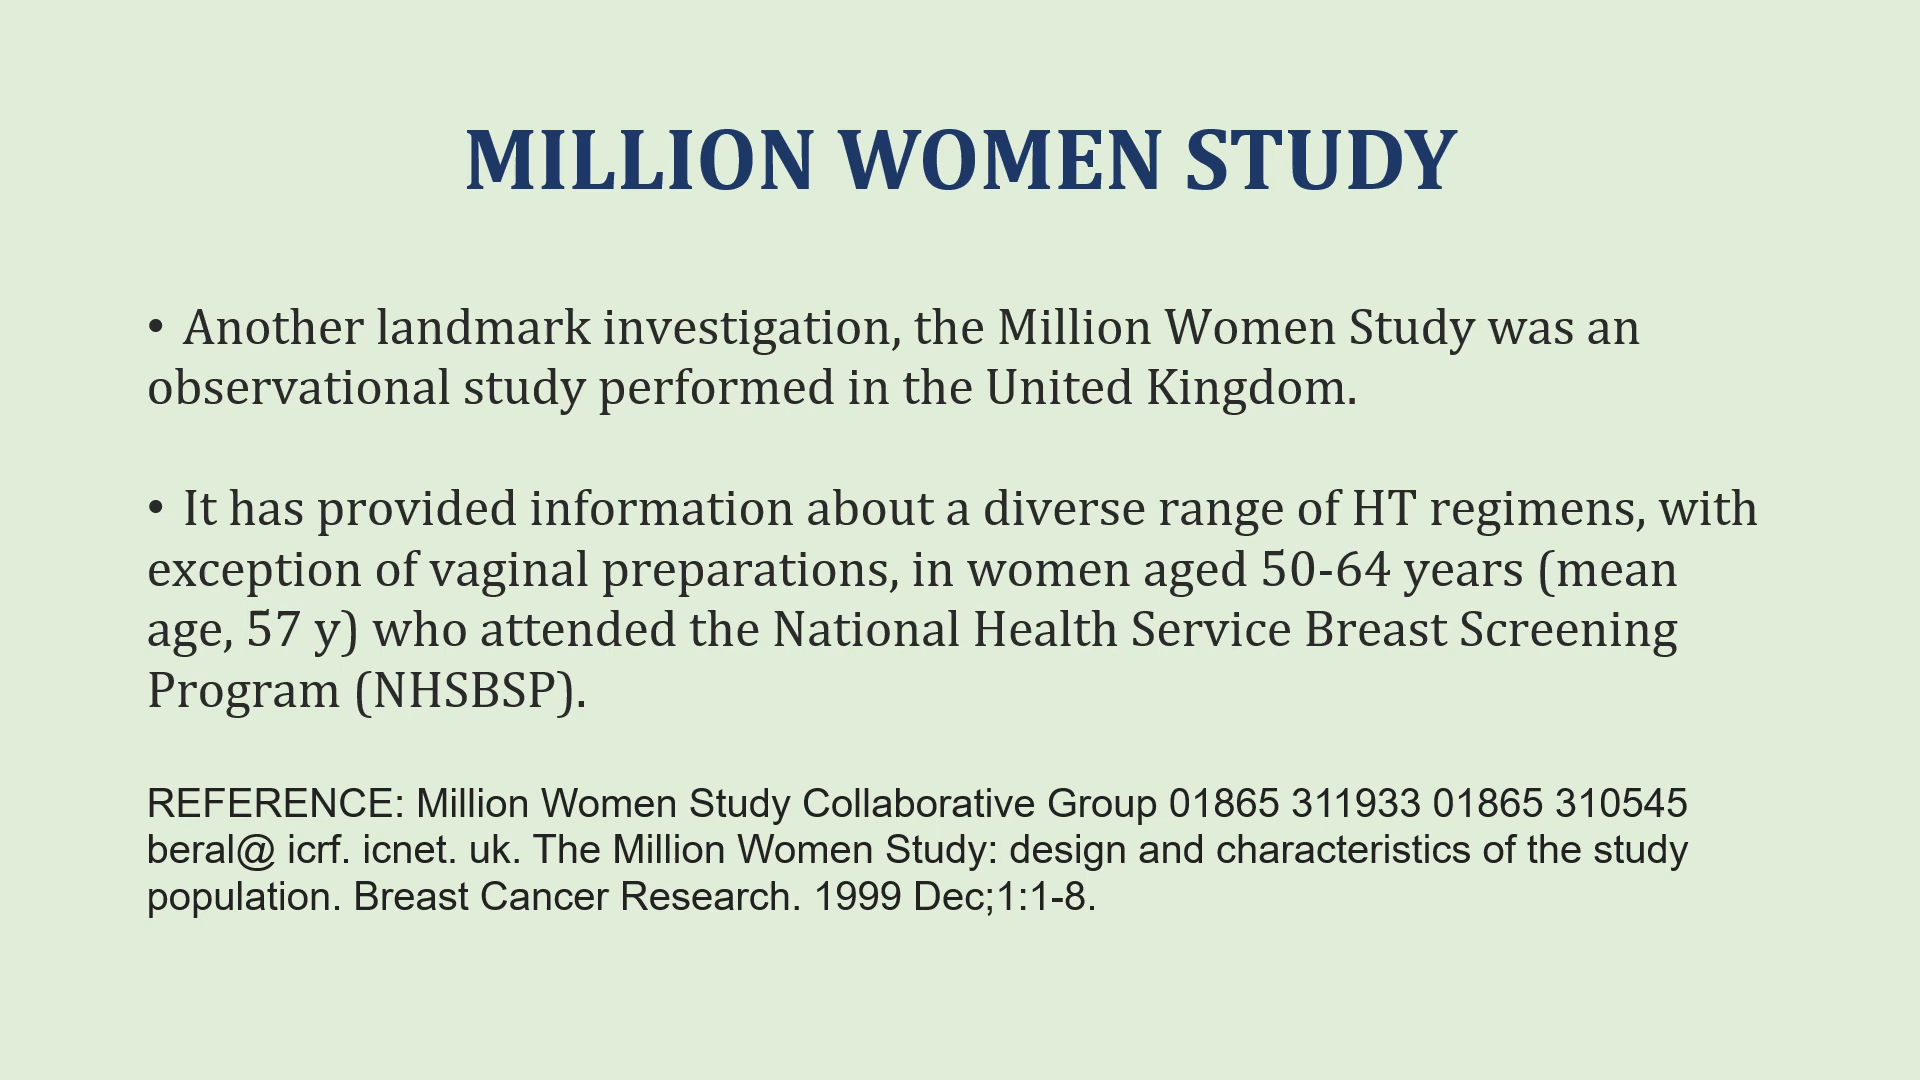 MILLION WOMEN STUDY
• Another landmark investigation, the Million Women Study was an
observational study performed in the United Kingdom.
• It has provided information about a diverse range of HT regimens, with
exception of vaginal preparations, in women aged 50-64 years (mean
age, 57 y) who attended the National Health Service Breast Screening
Program (NHSBSP).
REFERENCE: Million Women Study Collaborative Group 01865 311933 01865 310545
beral@ icrf. icnet. uk. The Million Women Study: design and characteristics of the study
population. Breast Cancer Research. 1999 Dec;1:1-8.